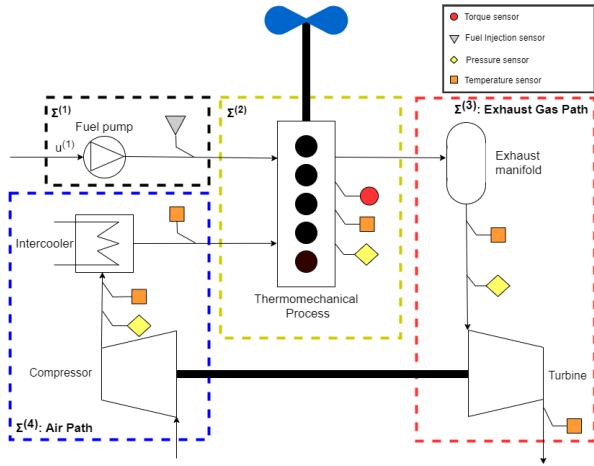 Torque sensor
Fuel Injection sensor
Pressure sensor
Temperature sensor
Σ(1)
Fuel pump
u(1)
Σ(2)
Σ(3): Exhaust Gas Path
Exhaust
manifold
Intercooler
Thermomechanical
Process
Compressor
Turbine
Σ(4): Air Path